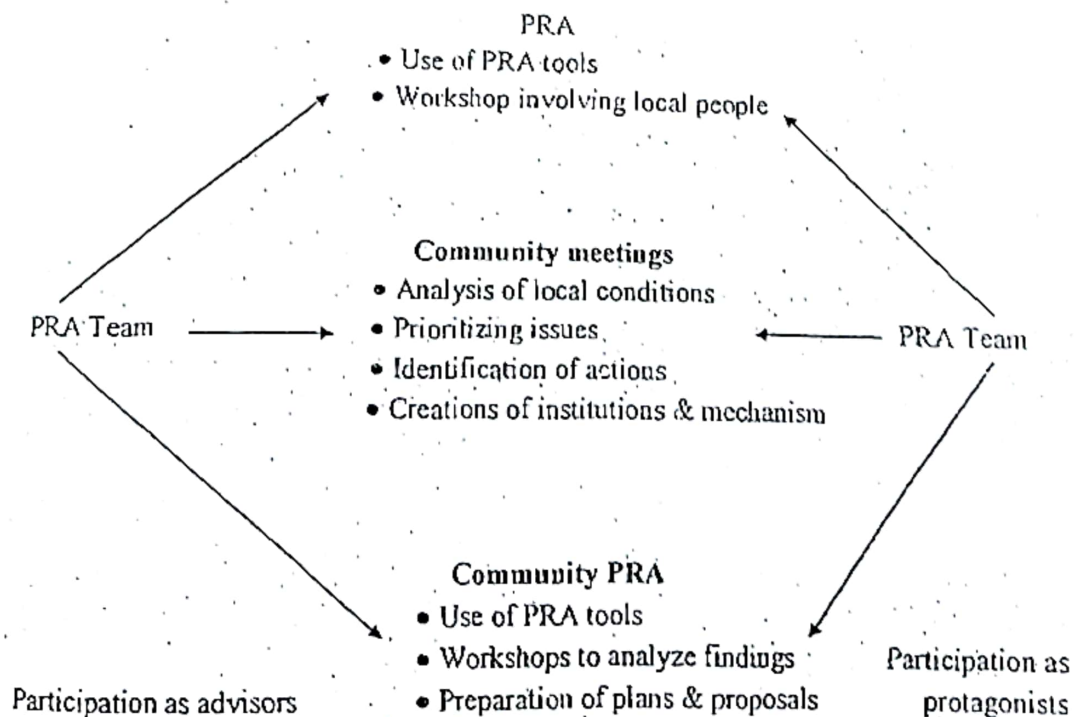 PRA
• Use of PRA tools
• Workshop involving local people
Community meetings
• Analysis of local conditions
PRA Team
• Prioritizing issues
PRA Team
• Identification of actions
• Creations of institutions & mechanism
Community PRA
• Use of PRA tools
• Workshops to analyze findings
• Preparation of plans & proposals
Participation as advisors
Participation as
protagonists